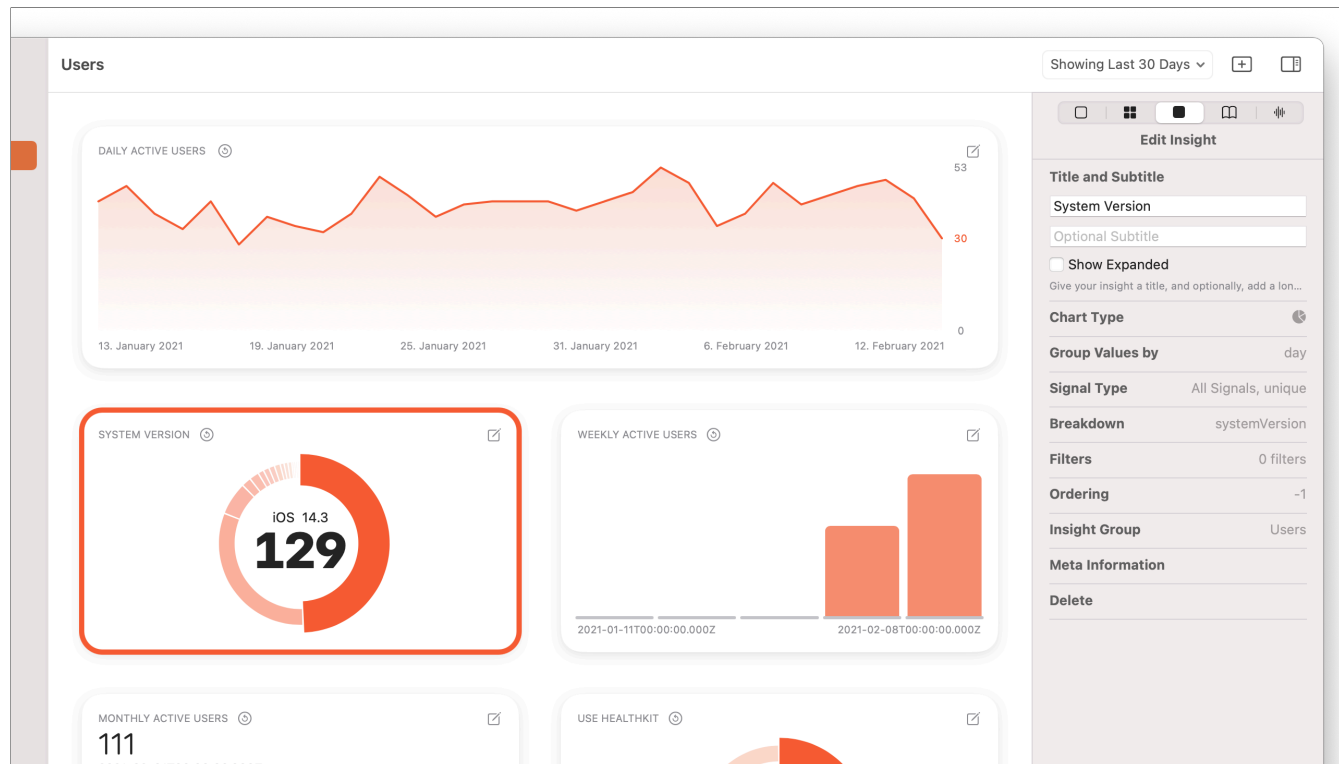 Users
Showing Last 30 Days
Edit Insight
DAILY ACTIVE USERS
53
30
0
13. January 2021
19. January 2021
25. January 2021
31. January 2021
6. February 2021
12. February 2021
SYSTEM VERSION
iOS 14.3
129
WEEKLY ACTIVE USERS
2021-01-11T00:00:00.000Z
2021-02-08T00:00:00.000Z
MONTHLY ACTIVE USERS
111
USE HEALTHKIT
Title and Subtitle
System Version
Optional Subtitle
Show Expanded
Give your insight a title, and optionally, add a lon...
Chart Type
Group Values by day
Signal Type All Signals, unique
Breakdown systemVersion
Filters 0 filters
Ordering -1
Insight Group Users
Meta Information
Delete